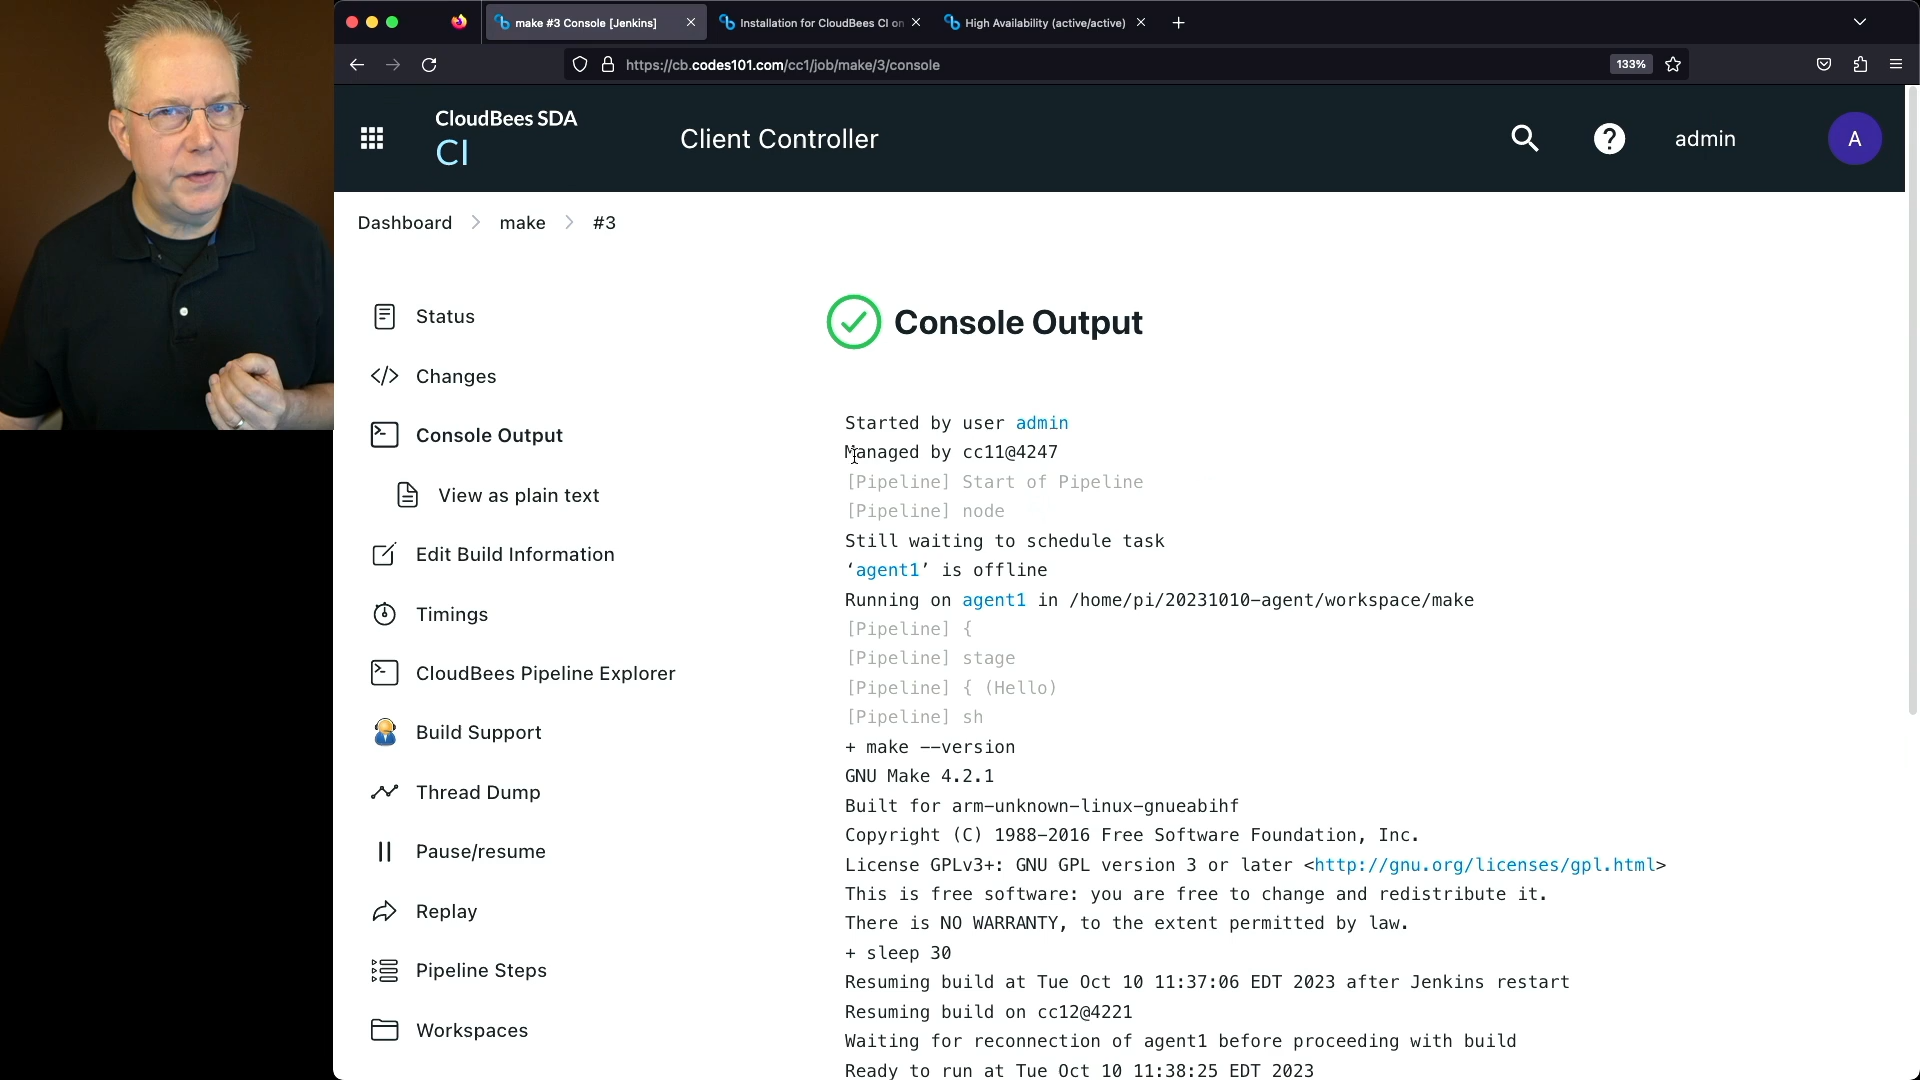 make #3 Console [Jenkins]
Installation for CloudBees CI on
High Availability (active/active)
https://cb.codes101.com/cc1/job/make/3/console
133%
CloudBees SDA
CI
Client Controller
?
admin
A
Dashboard
make
#3
Status
Changes
Console Output
View as plain text
Edit Build Information
Timings
CloudBees Pipeline Explorer
Build Support
Thread Dump
Pause/resume
Replay
Pipeline Steps
Workspaces
Console Output
Started by user admin
Managed by cc11@4247
[Pipeline] Start of Pipeline
[Pipeline] node
Still waiting to schedule task
‘agent1’ is offline
Running on agent1 in /home/pi/20231010-agent/workspace/make
[Pipeline] {
[Pipeline] stage
[Pipeline] { (Hello)
[Pipeline] sh
+ make --version
GNU Make 4.2.1
Built for arm-unknown-linux-gnueabihf
Copyright (C) 1988-2016 Free Software Foundation, Inc.
License GPLv3+: GNU GPL version 3 or later <http://gnu.org/licenses/gpl.html>
This is free software: you are free to change and redistribute it.
There is NO WARRANTY, to the extent permitted by law.
+ sleep 30
Resuming build at Tue Oct 10 11:37:06 EDT 2023 after Jenkins restart
Resuming build on cc12@4221
Waiting for reconnection of agent1 before proceeding with build
Ready to run at Tue Oct 10 11:38:25 EDT 2023